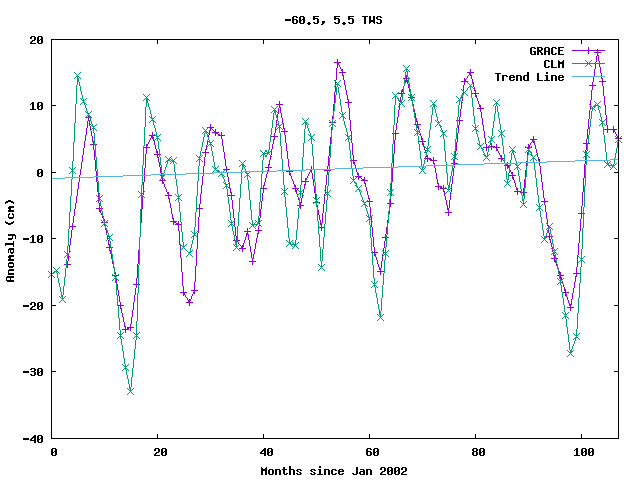 -60.5, 5.5 TWS
GRACE
CLM
Trend Line
20
10
0
-10
-20
-30
-40
Anomaly (cm)
0 20 40 60 80 100
Months since Jan 2002